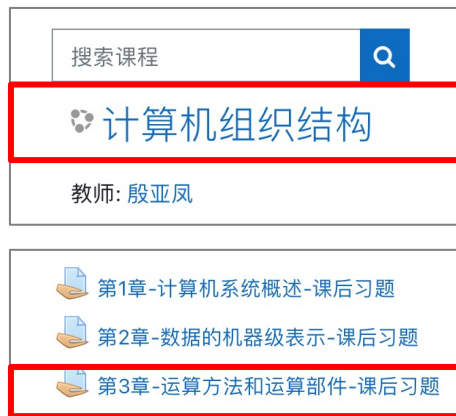 搜索课程
计算机组织结构
教师: 殷亚凤
第1章-计算机系统概述-课后习题
第2章-数据的机器级表示-课后习题
第3章-运算方法和运算部件-课后习题